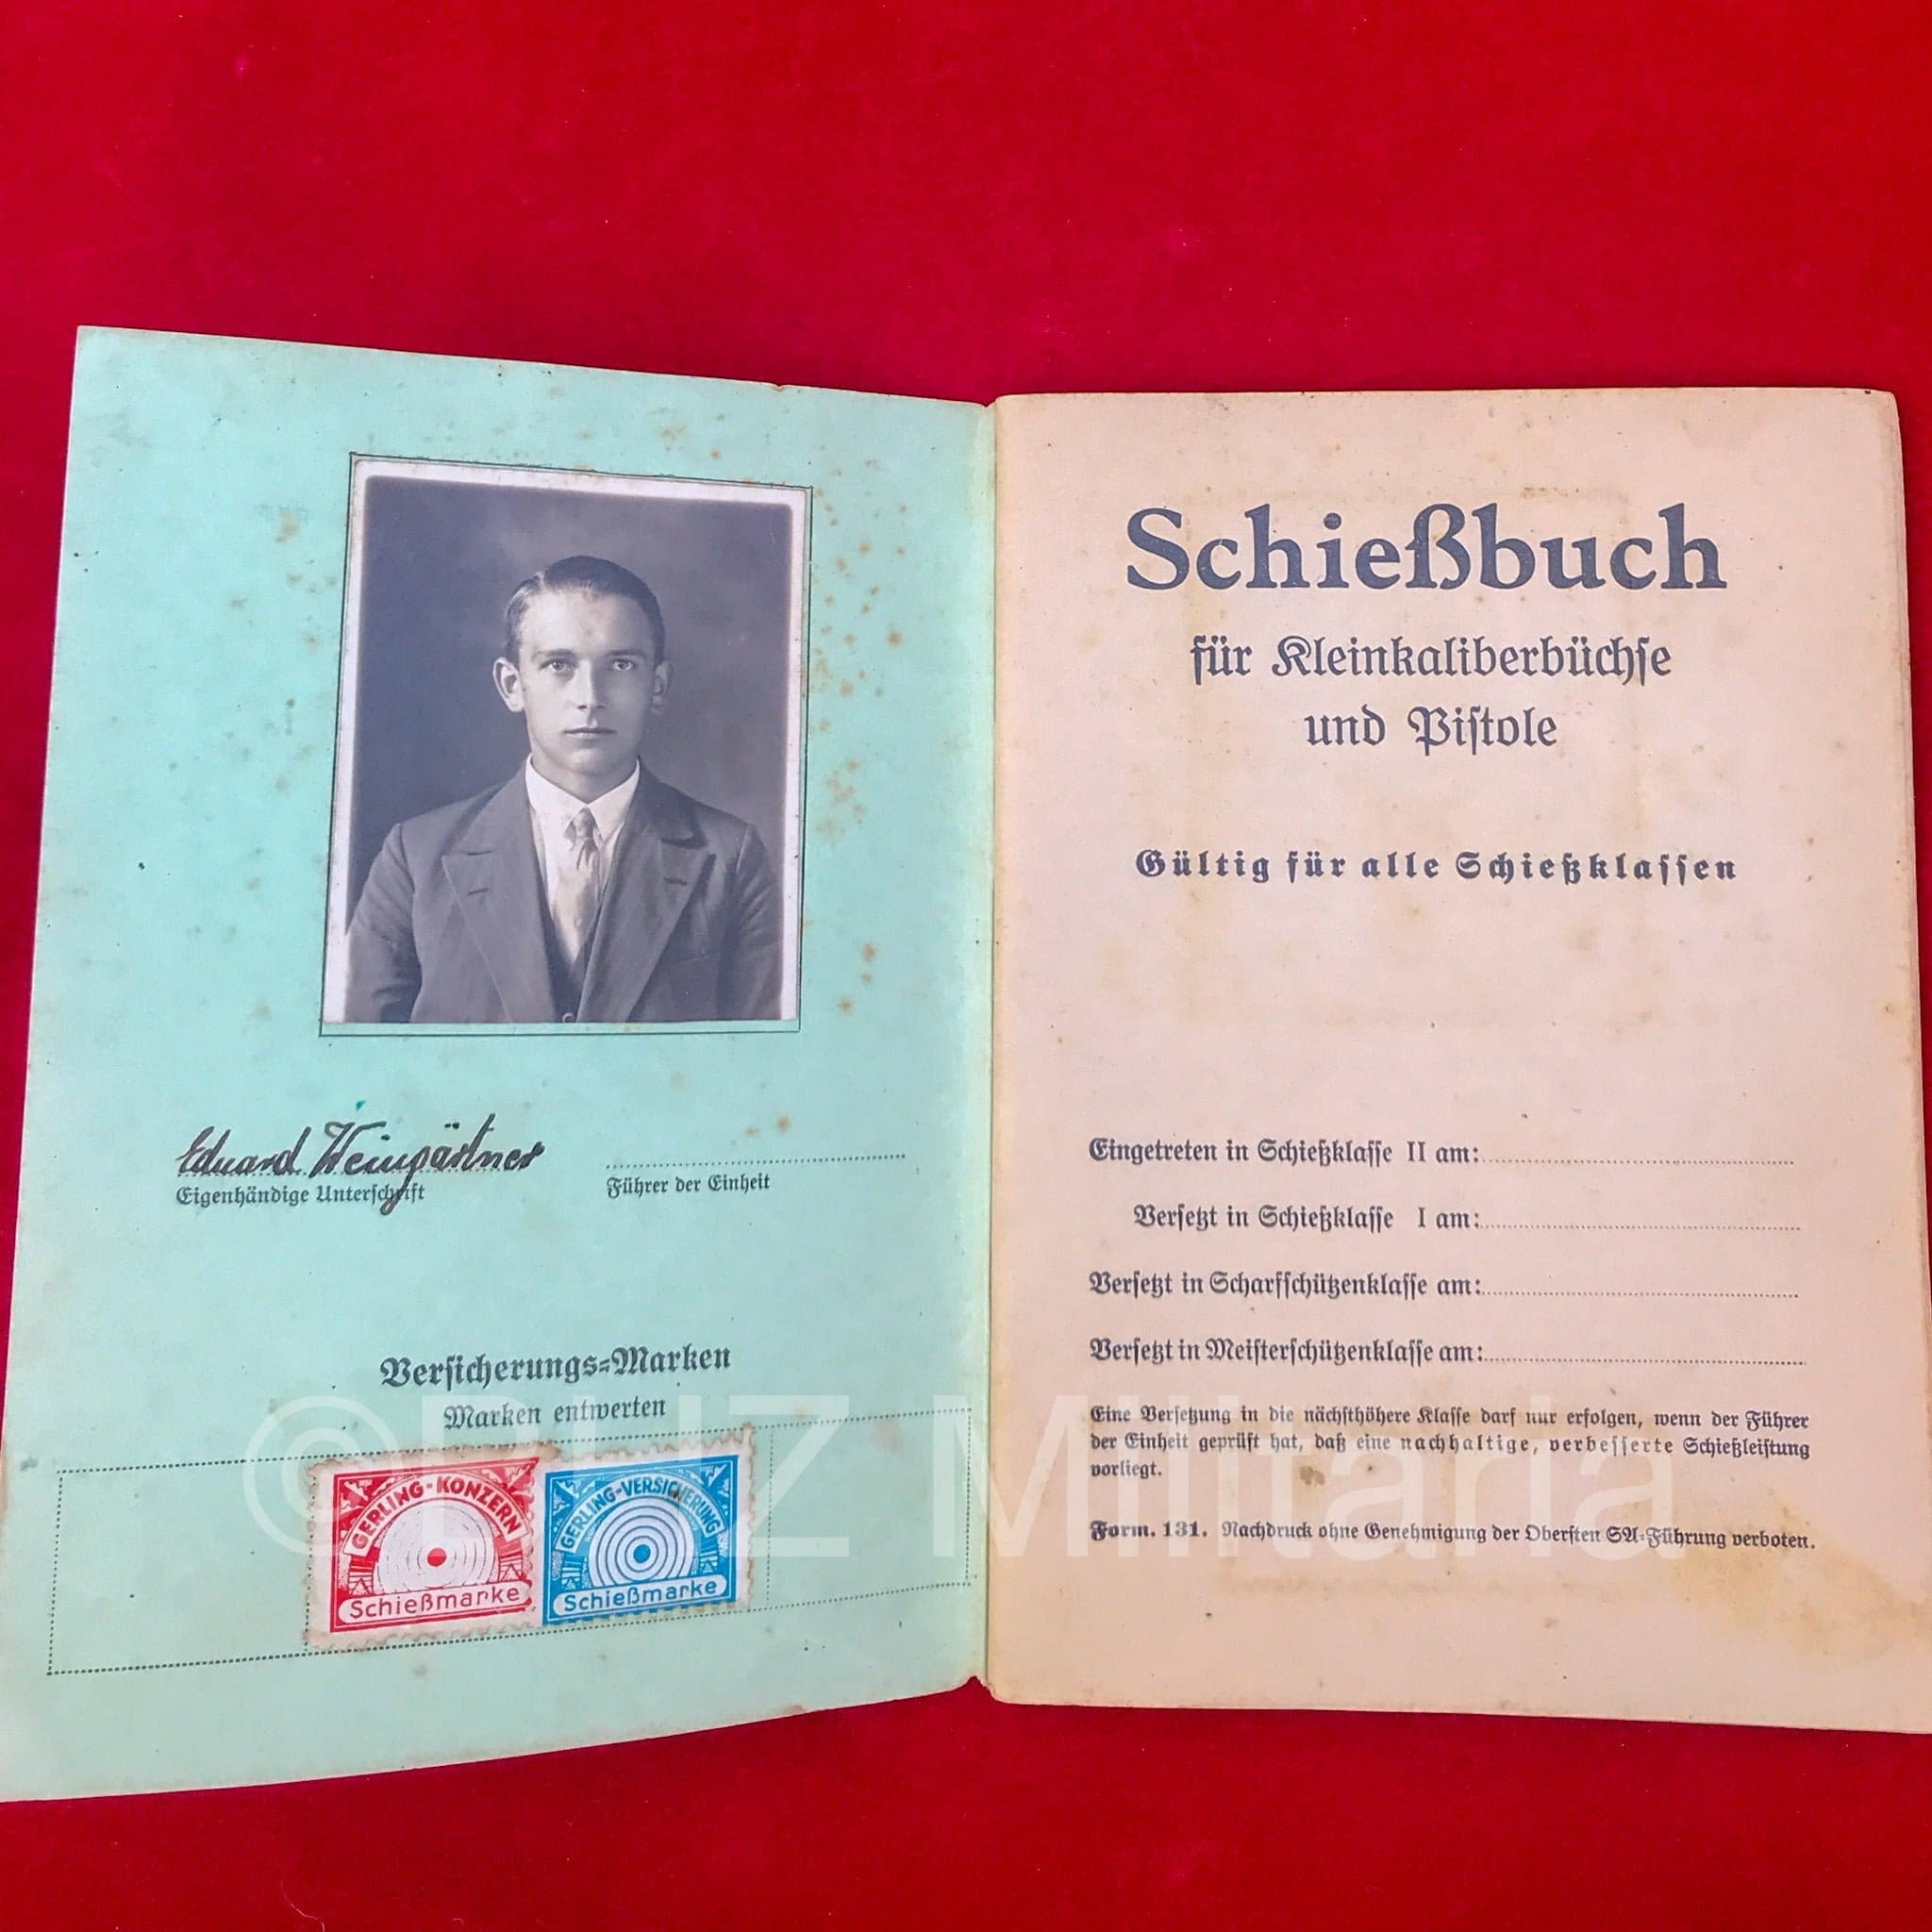 Eduard Weingärtner
Eigenhändige Unterschrift
Führer der Einheit
Versicherungs=Marken
Marken entwerten
GERLING-KONZERN
Schießmarke
GERLING-VERSICHERUNG
Schießmarke
Schießbuch
für Kleinkaliberbüchse
und Pistole
Gültig für alle Schießklassen
Eingetreten in Schießklasse II am:
Versetzt in Schießklasse I am:
Versetzt in Scharfschützenklasse am:
Versetzt in Meisterschützenklasse am:
Eine Versetzung in die nächsthöhere Klasse darf nur erfolgen, wenn der Führer
der Einheit geprüft hat, daß eine nachhaltige, verbesserte Schießleistung
vorliegt.
Form. 131. Nachdruck ohne Genehmigung der Obersten SA=Führung verboten.
Militaria